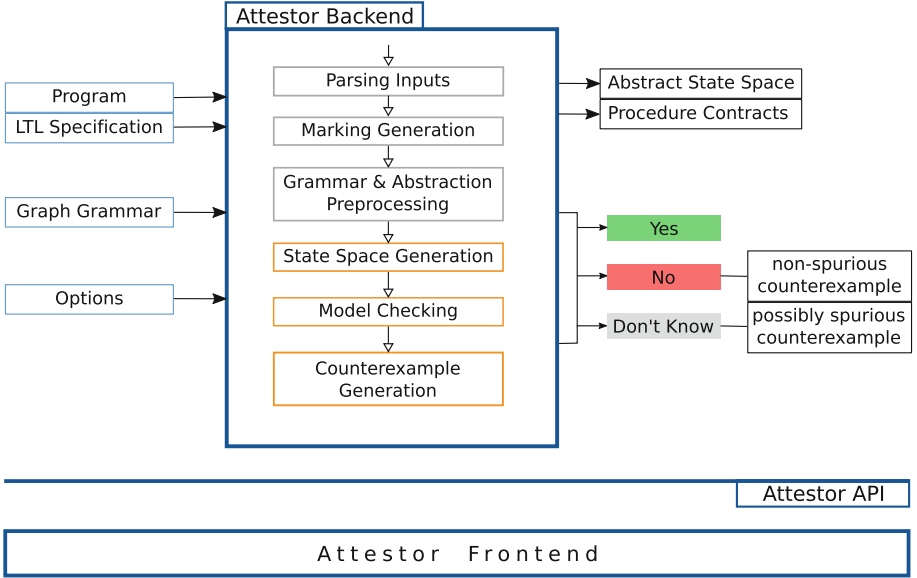 Attestor Backend
Program
LTL Specification
Graph Grammar
Options
Parsing Inputs
Marking Generation
Grammar & Abstraction
Preprocessing
State Space Generation
Model Checking
Counterexample
Generation
Abstract State Space
Procedure Contracts
Yes
No
Don't Know
non-spurious
counterexample
possibly spurious
counterexample
Attestor API
Attestor Frontend